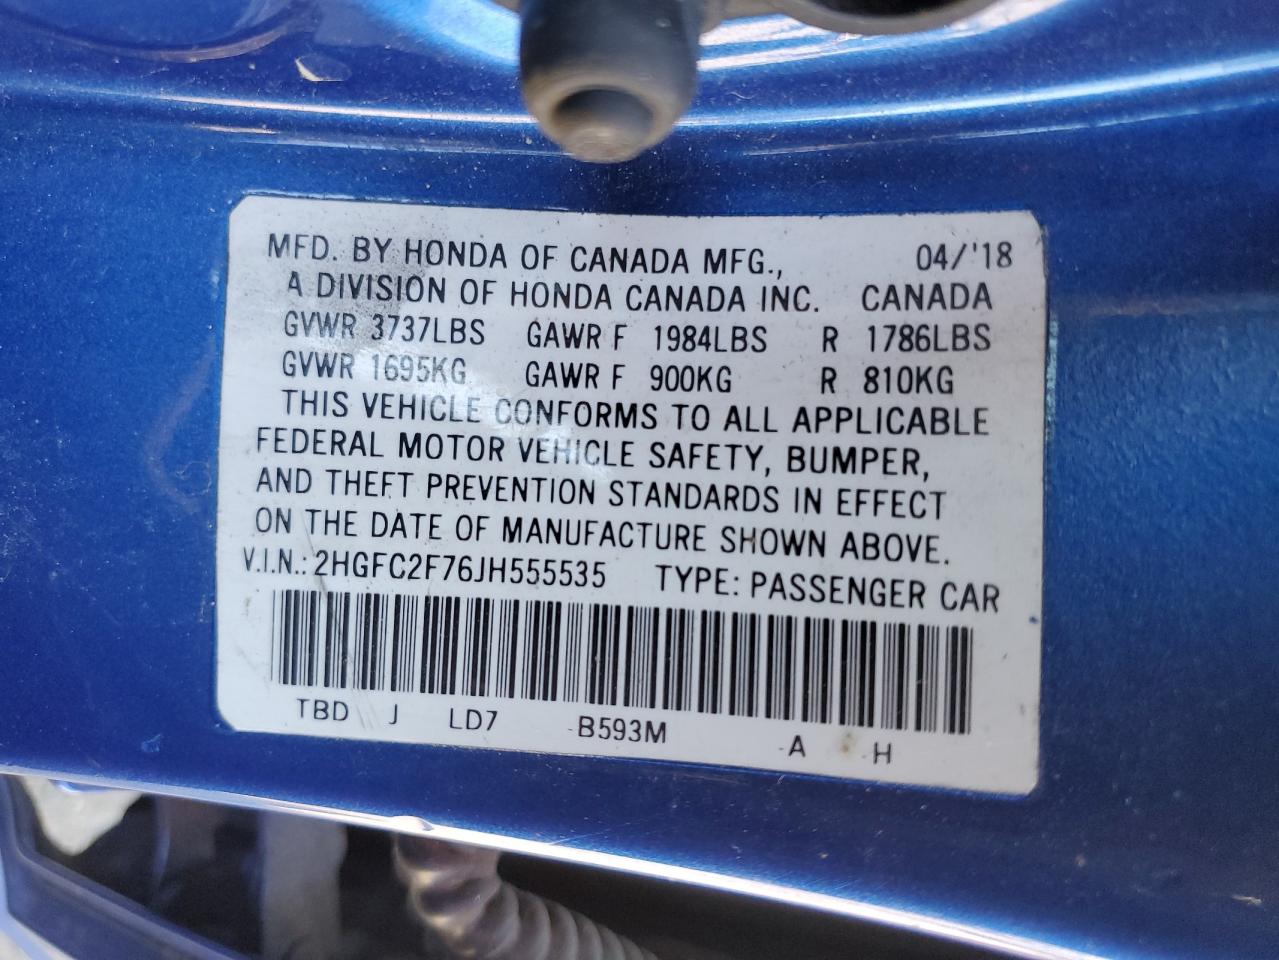 MFD. BY HONDA OF CANADA MFG., 04/'18
A DIVISION OF HONDA CANADA INC. CANADA
GVWR 3737LBS GAWR F 1984LBS R 1786LBS
GVWR 1695KG GAWR F 900KG R 810KG
THIS VEHICLE CONFORMS TO ALL APPLICABLE
FEDERAL MOTOR VEHICLE SAFETY, BUMPER,
AND THEFT PREVENTION STANDARDS IN EFFECT
ON THE DATE OF MANUFACTURE SHOWN ABOVE.
V.I.N.: 2HGFC2F76JH555535 TYPE: PASSENGER CAR
TBD J LD7 -B593M -A -H